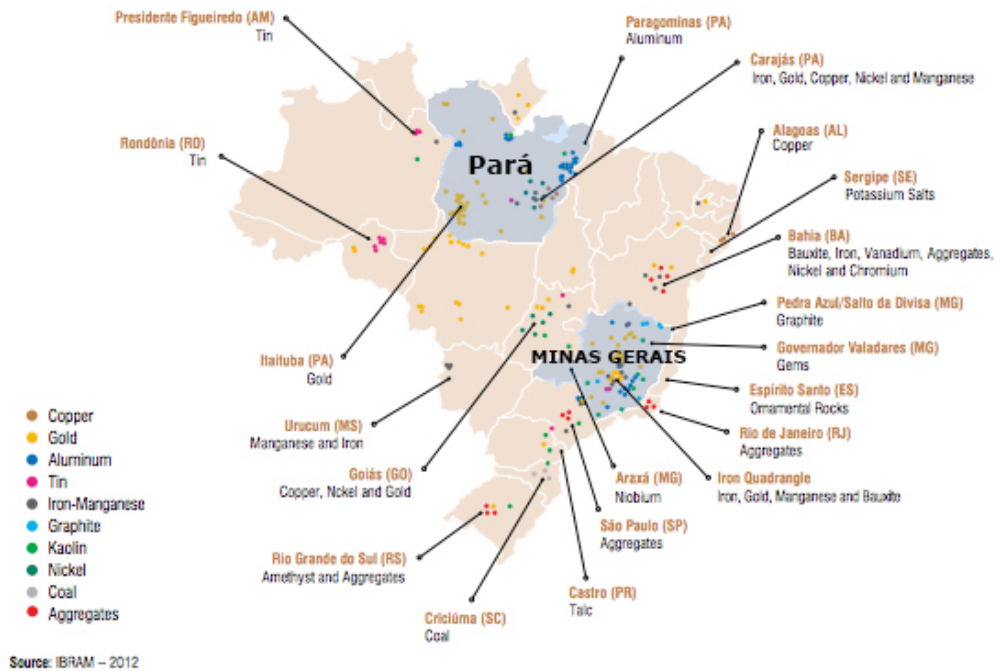 Presidente Figueiredo (AM)
Tin
Paragominas (PA)
Aluminum
Carajás (PA)
Iron, Gold, Copper, Nickel and Manganese
Rondônia (RO)
Tin
Alagoas (AL)
Copper
Pará
Sergipe (SE)
Potassium Salts
Bahia (BA)
Bauxite, Iron, Vanadium, Aggregates,
Nickel and Chromium
Pedra Azul/Salto da Divisa (MG)
Graphite
MINAS GERAIS
Governador Valadares (MG)
Gems
Itaituba (PA)
Gold
Espírito Santo (ES)
Ornamental Rocks
Urucum (MS)
Manganese and Iron
Rio de Janeiro (RJ)
Aggregates
Goiás (GO)
Copper, Nckel and Gold
Araxá (MG)
Niobium
Iron Quadrangle
Iron, Gold, Manganese and Bauxite
São Paulo (SP)
Aggregates
Rio Grande do Sul (RS)
Amethyst and Aggregates
Castro (PR)
Talc
Criciúma (SC)
Coal
Copper
Gold
Aluminum
Tin
Iron-Manganese
Graphite
Kaolin
Nickel
Coal
Aggregates
Source: IBRAM – 2012